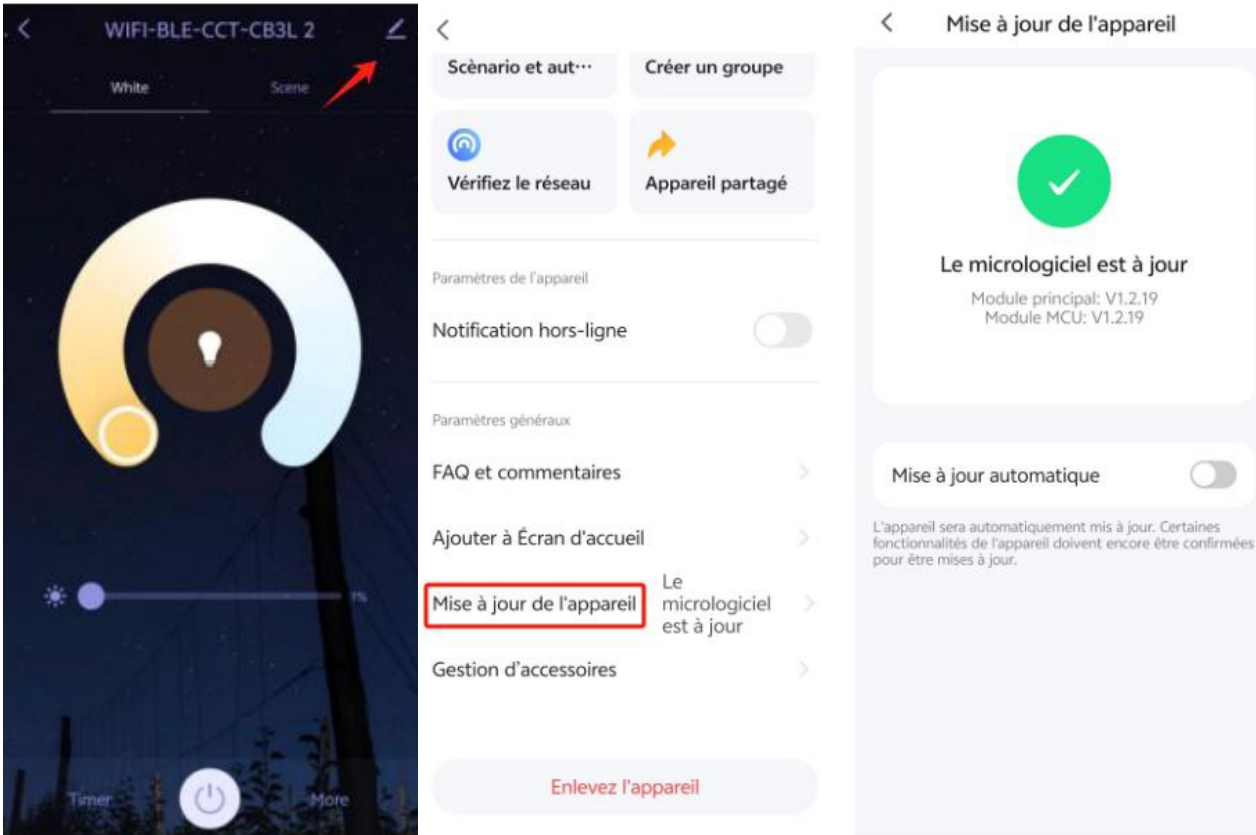 WIFI-BLE-CCT-CB3L 2
White
Scene
1%
Timer
More
Scènario et aut···
Créer un groupe
Vérifiez le réseau
Appareil partagé
Paramètres de l'appareil
Notification hors-ligne
Paramètres généraux
FAQ et commentaires
Ajouter à Écran d'accueil
Mise à jour de l'appareil
Le
micrologiciel
est à jour
Gestion d'accessoires
Enlevez l'appareil
Mise à jour de l'appareil
Le micrologiciel est à jour
Module principal: V1.2.19
Module MCU: V1.2.19
Mise à jour automatique
L'appareil sera automatiquement mis à jour. Certaines
fonctionnalités de l'appareil doivent encore être confirmées
pour être mises à jour.